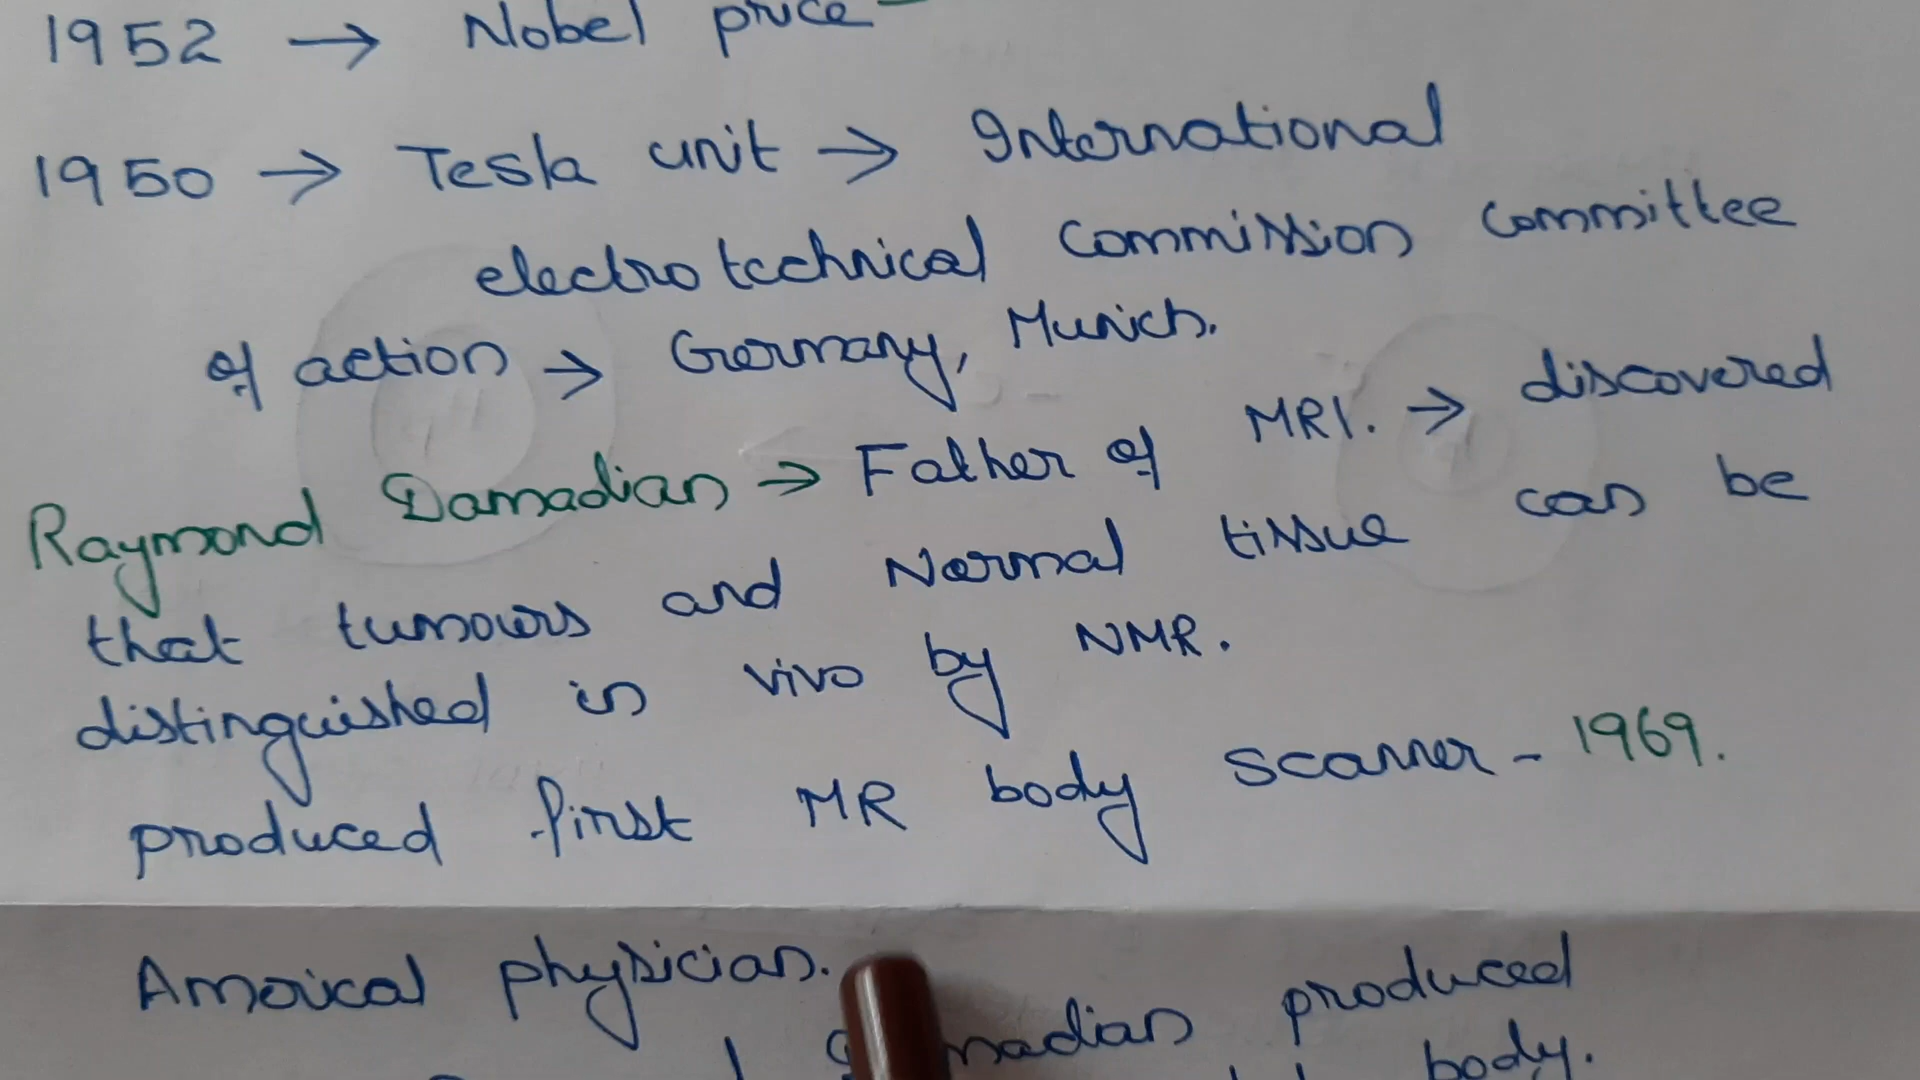 1952 → Nobel price
1950 → Tesla unit → International
electrotechnical commission committee
of action → Germany, Munich.
Raymond Damadian → Father of MRI. → discovered
that tumours and Normal tissue can be
distinguished in vivo by NMR.
produced first MR body scanner - 1969.
Americal physician.
produced
body.